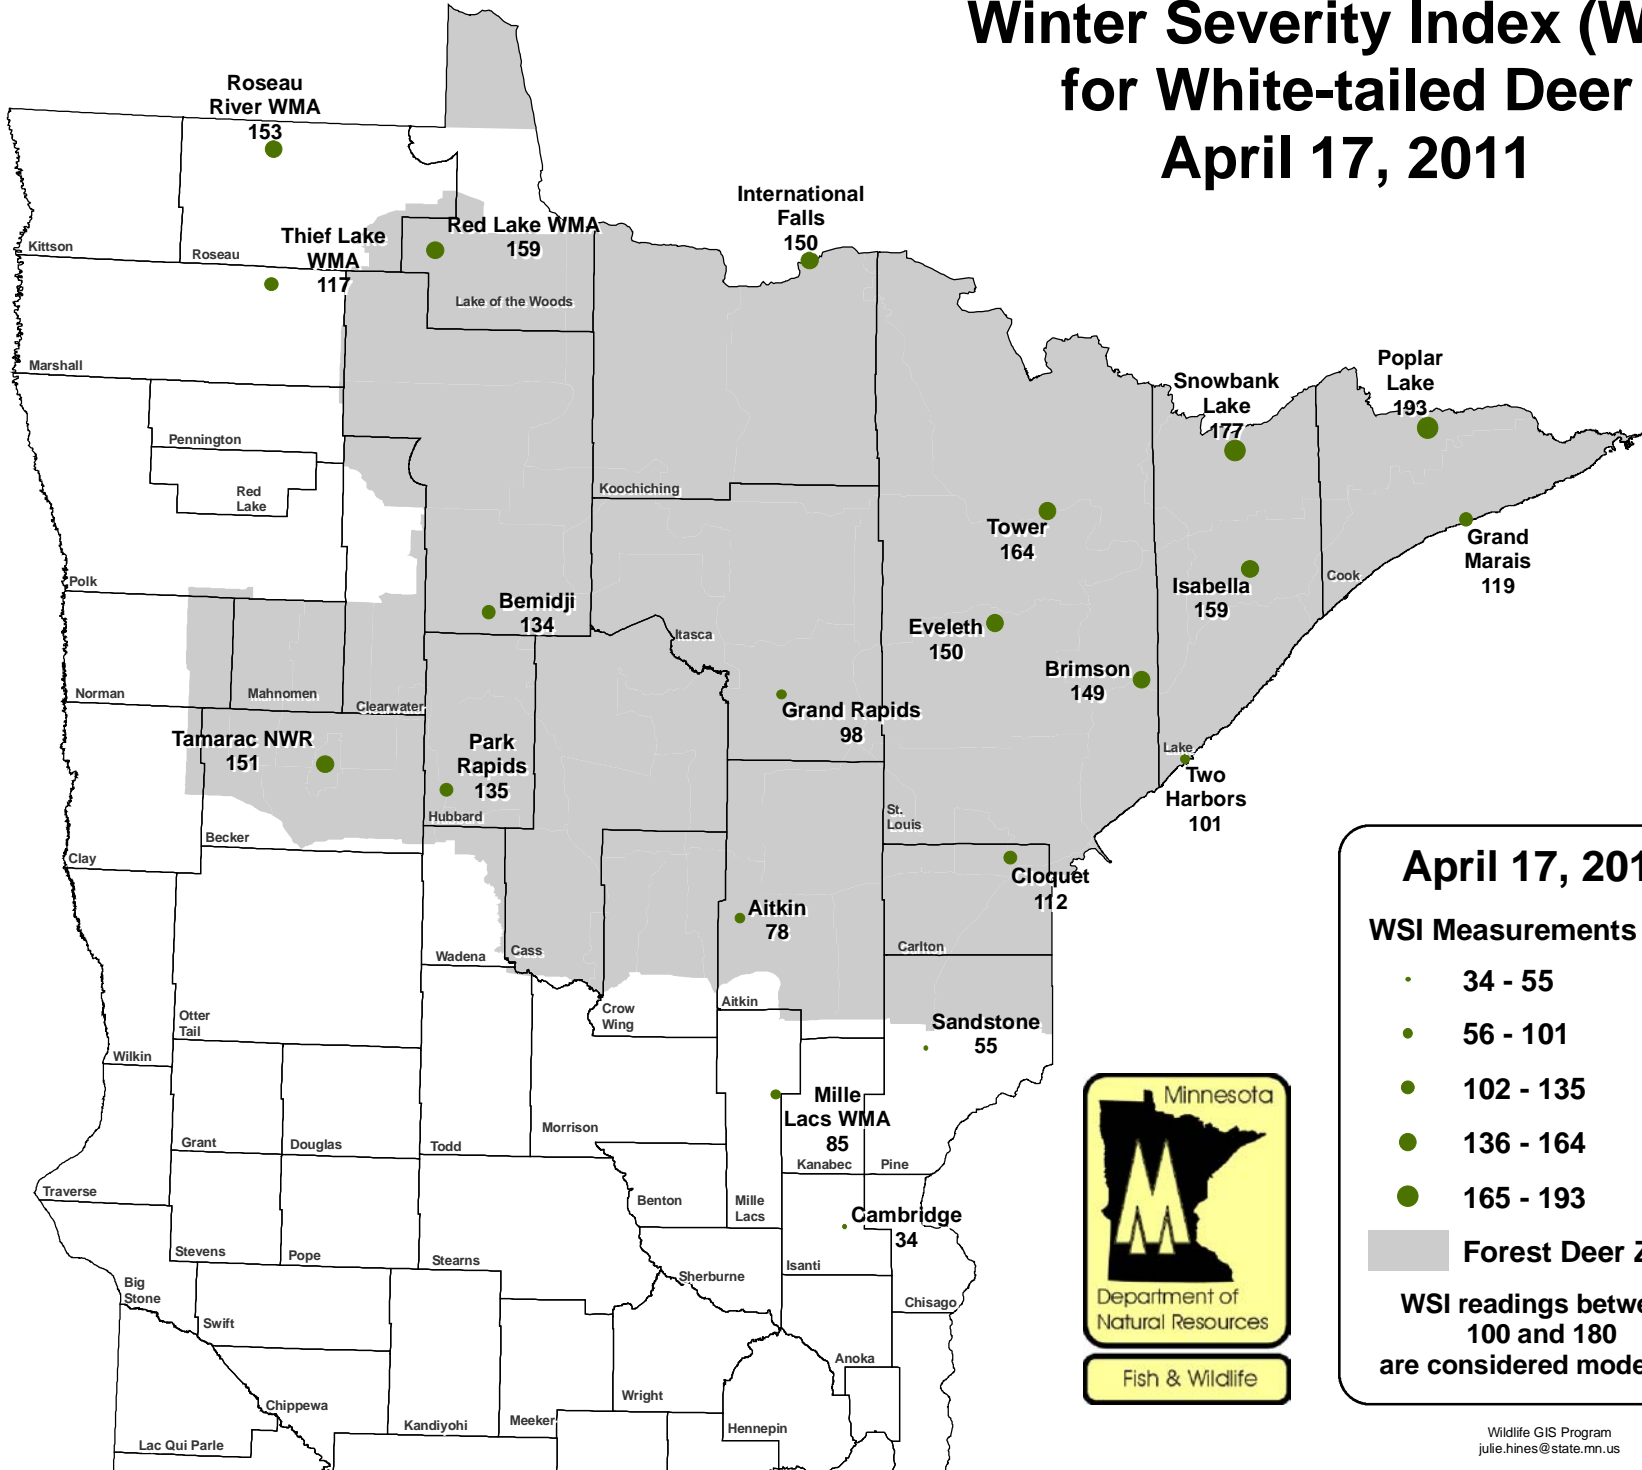 Winter Severity Index (W
for White-tailed Deer
April 17, 2011
Roseau
River WMA
153
Thief Lake
WMA
117
Red Lake WMA
159
International
Falls
150
Kittson
Roseau
Lake of the Woods
Marshall
Pennington
Red
Lake
Koochiching
Snowbank
Lake
177
Poplar
Lake
193
Tower
164
Grand
Marais
119
Isabella
159
Cook
Polk
Bemidji
134
Itasca
Eveleth
150
Brimson
149
Norman
Mahnomen
Clearwater
Grand Rapids
98
Tamarac NWR
151
Park
Rapids
135
Hubbard
Lake
Two
Harbors
101
St.
Louis
Becker
Clay
Cloquet
112
Aitkin
78
Wadena
Cass
Carlton
Crow
Wing
Aitkin
Otter
Tail
Sandstone
55
Wilkin
Mille
Lacs WMA
85
Grant
Douglas
Todd
Morrison
Kanabec
Pine
Traverse
Benton
Mille
Lacs
Cambridge
34
Stevens
Pope
Stearns
Isanti
Big
Stone
Sherburne
Chisago
Swift
Anoka
Chippewa
Wright
Kandiyohi
Meeker
Hennepin
Lac Qui Parle
Minnesota
Department of
Natural Resources
Fish & Wildlife
April 17, 201
WSI Measurements
34 - 55
56 - 101
102 - 135
136 - 164
165 - 193
Forest Deer Z
WSI readings betwe
100 and 180
are considered mode
Wildlife GIS Program
julie.hines@state.mn.us